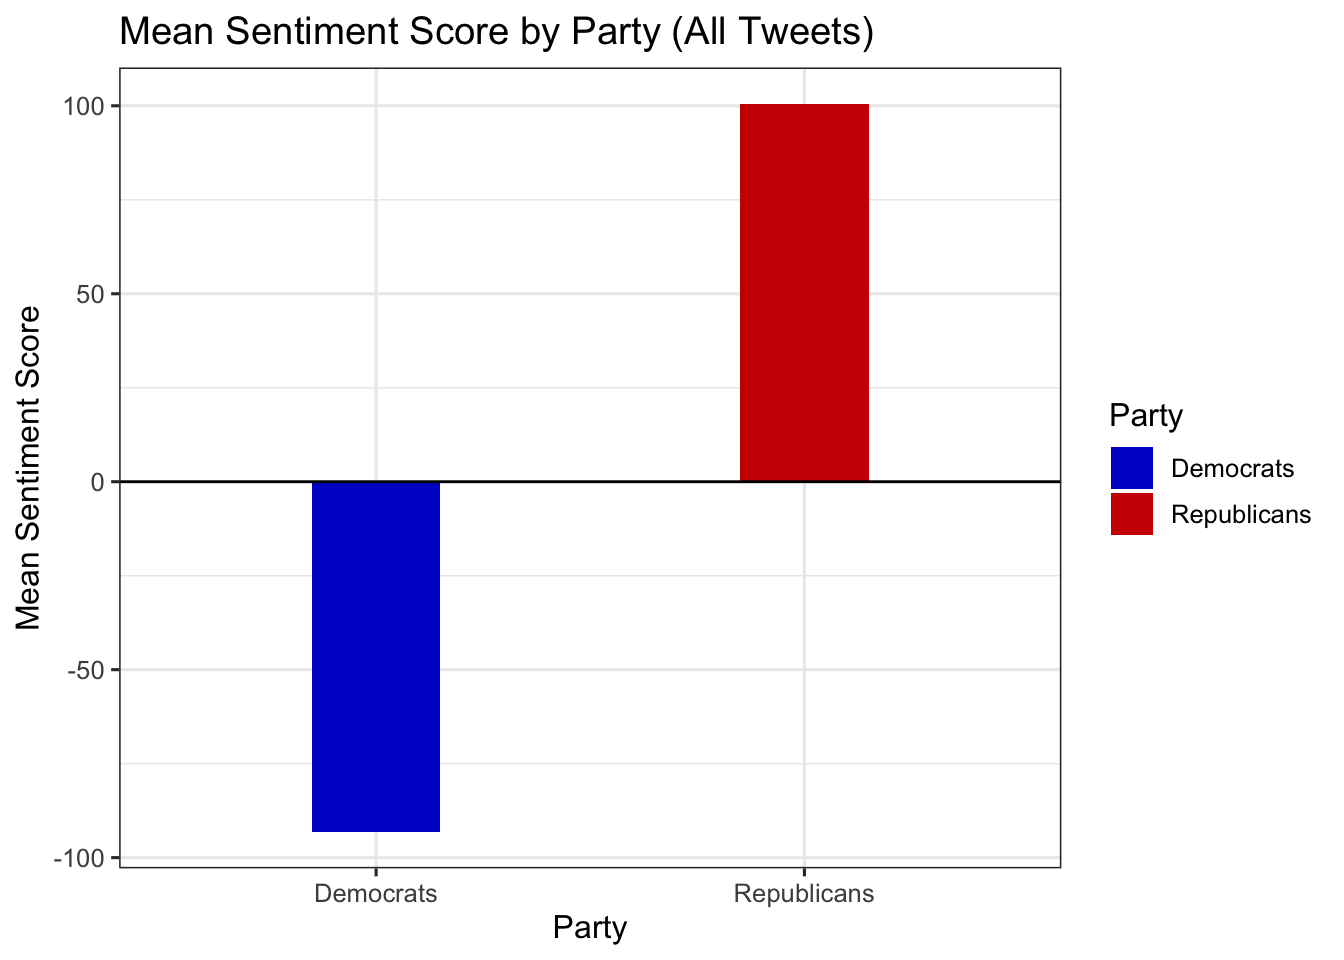 Mean Sentiment Score by Party (All Tweets)
Mean Sentiment Score
100
50
0
-50
-100
Democrats
Republicans
Party
Party
Democrats
Republicans